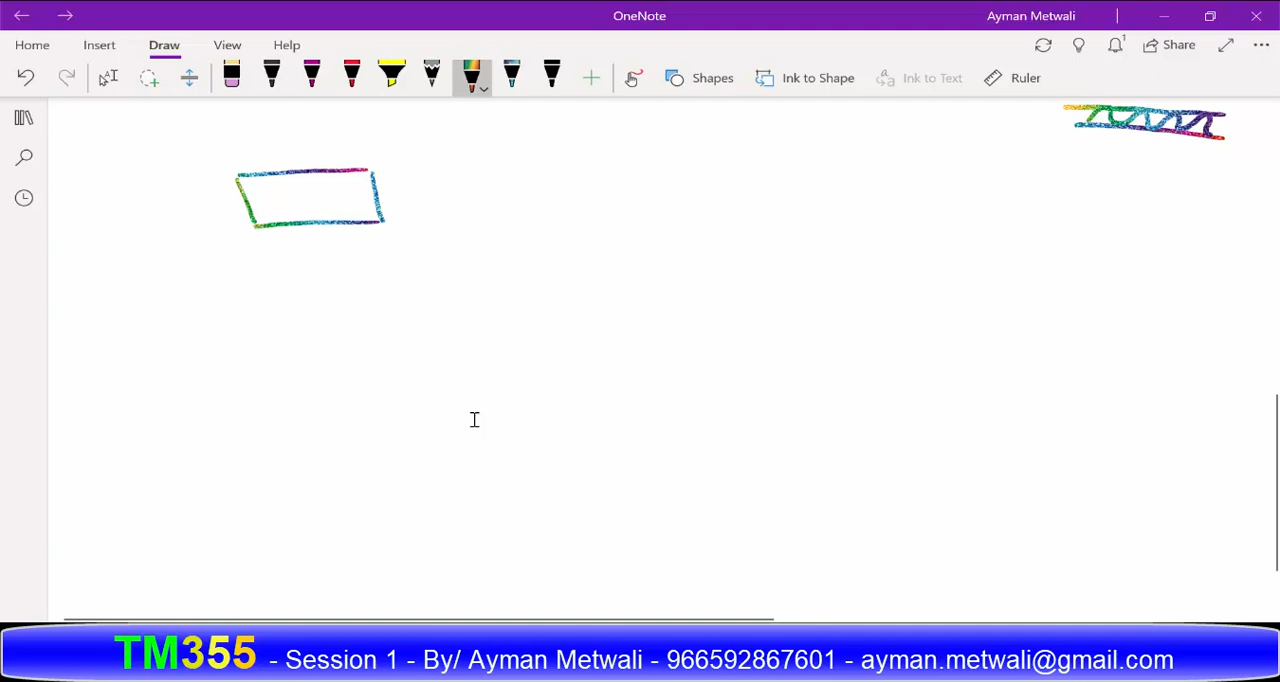 OneNote
Ayman Metwali
Home Insert Draw View Help
Share
Shapes Ink to Shape Ink to Text Ruler
TM355 - Session 1 - By/ Ayman Metwali - 966592867601 - ayman.metwali@gmail.com